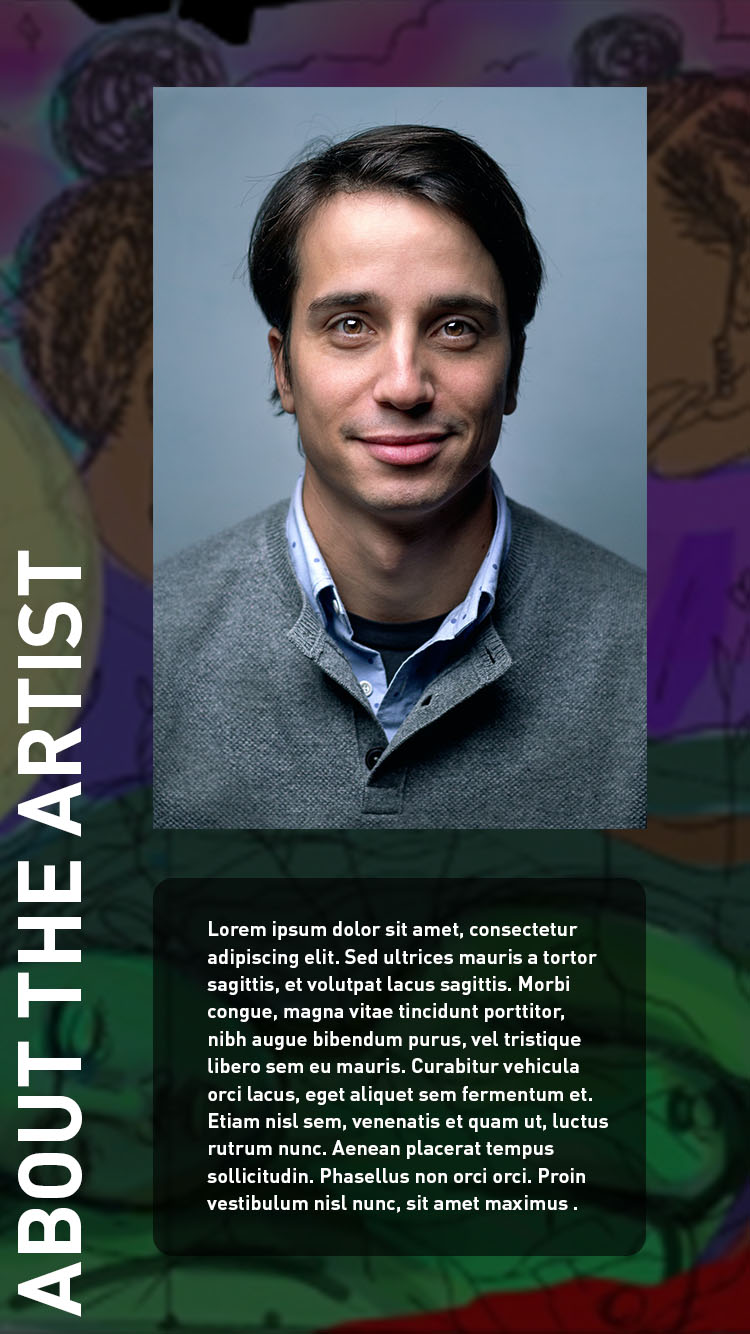 ABOUT THE ARTIST
Lorem ipsum dolor sit amet, consectetur
adipiscing elit. Sed ultrices mauris a tortor
sagittis, et volutpat lacus sagittis. Morbi
congue, magna vitae tincidunt porttitor,
nibh augue bibendum purus, vel tristique
libero sem eu mauris. Curabitur vehicula
orci lacus, eget aliquet sem fermentum et.
Etiam nisl sem, venenatis et quam ut, luctus
rutrum nunc. Aenean placerat tempus
sollicitudin. Phasellus non orci orci. Proin
vestibulum nisl nunc, sit amet maximus .